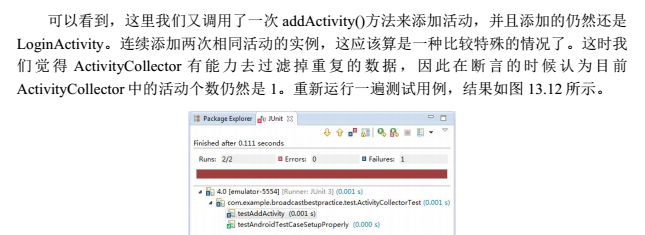 可以看到，这里我们又调用了一次 addActivity()方法来添加活动，并且添加的仍然还是
LoginActivity。连续添加两次相同活动的实例，这应该算是一种比较特殊的情况了。这时我
们觉得 ActivityCollector 有能力去过滤掉重复的数据，因此在断言的时候认为目前
ActivityCollector 中的活动个数仍然是 1。重新运行一遍测试用例，结果如图 13.12 所示。
Package Explorer JUnit
Finished after 0.111 seconds
Runs: 2/2 Errors: 0 Failures: 1
4.0 [emulator-5554] [Runner: JUnit 3] (0.001 s)
com.example.broadcastbestpractice.test.ActivityCollectorTest (0.001 s)
testAddActivity (0.001 s)
testAndroidTestCaseSetupProperly (0.000 s)